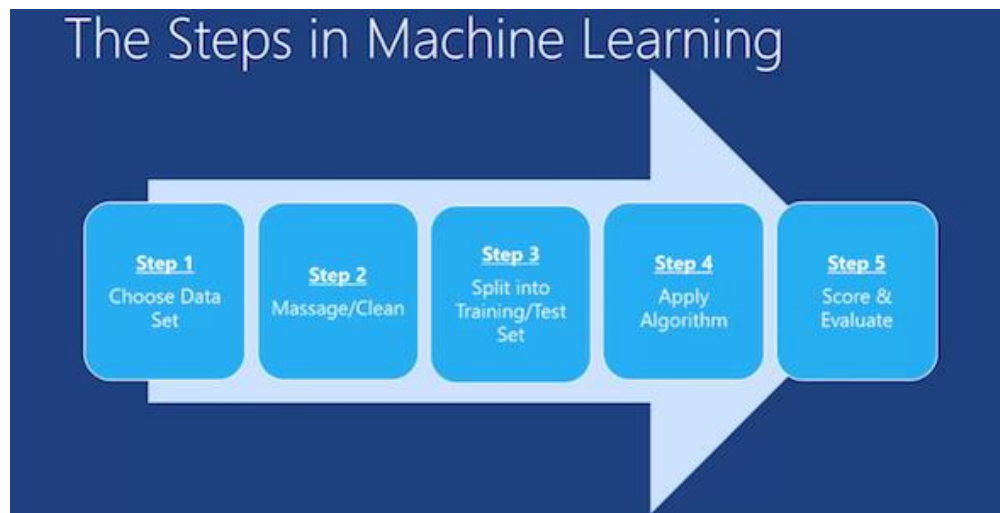 The Steps in Machine Learning
Step 1
Choose Data
Set
Step 2
Massage/Clean
Step 3
Split into
Training/Test
Set
Step 4
Apply
Algorithm
Step 5
Score &
Evaluate